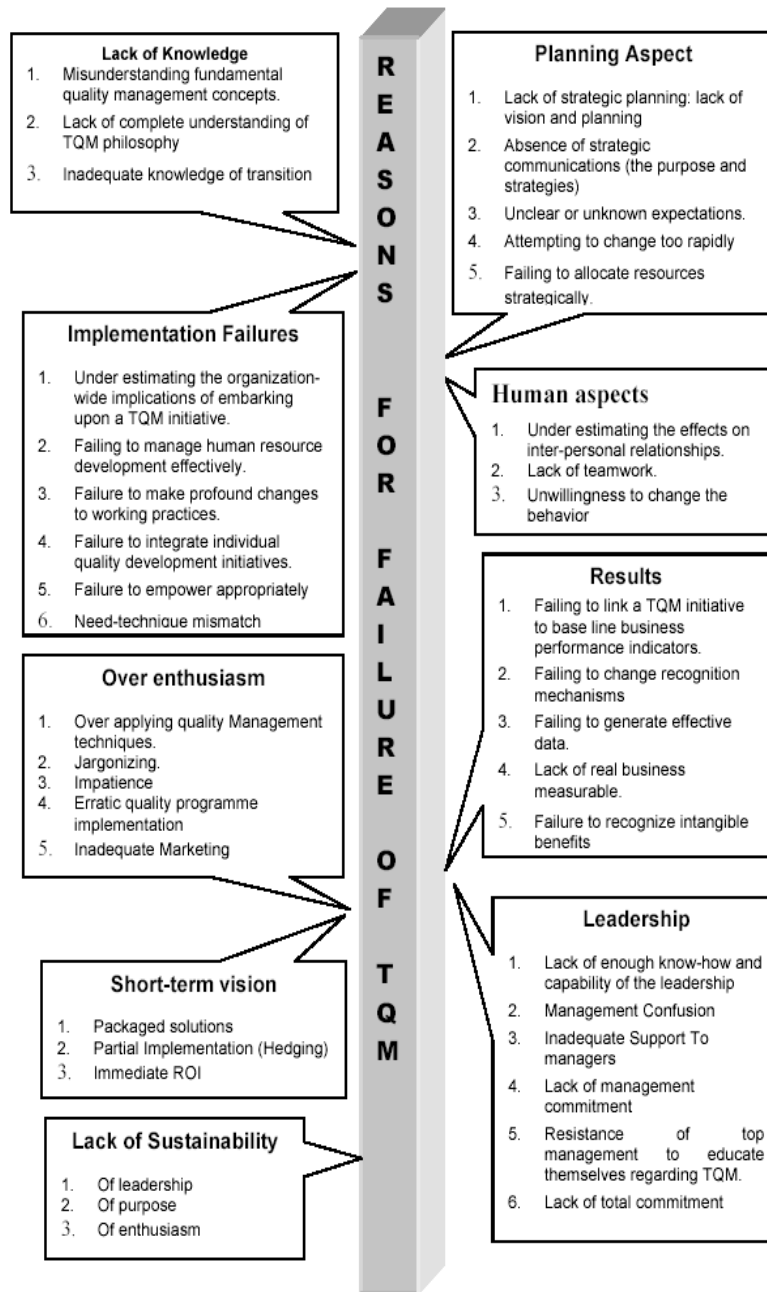 Lack of Knowledge
1. Misunderstanding fundamental
quality management concepts.
2. Lack of complete understanding of
TQM philosophy
3. Inadequate knowledge of transition
Implementation Failures
1. Under estimating the organization-
wide implications of embarking
upon a TQM initiative.
2. Failing to manage human resource
development effectively.
3. Failure to make profound changes
to working practices.
4. Failure to integrate individual
quality development initiatives.
5. Failure to empower appropriately
6. Need-technique mismatch
Over enthusiasm
1. Over applying quality Management
techniques.
2. Jargonizing.
3. Impatience
4. Erratic quality programme
implementation
5. Inadequate Marketing
Short-term vision
1. Packaged solutions
2. Partial Implementation (Hedging)
3. Immediate ROI
Lack of Sustainability
1. Of leadership
2. Of purpose
3. Of enthusiasm
REASONS FOR FAILURE OF TQM
Planning Aspect
1. Lack of strategic planning: lack of
vision and planning
2. Absence of strategic
communications (the purpose and
strategies)
3. Unclear or unknown expectations.
4. Attempting to change too rapidly
5. Failing to allocate resources
strategically.
Human aspects
1. Under estimating the effects on
inter-personal relationships.
2. Lack of teamwork.
3. Unwillingness to change the
behavior
Results
1. Failing to link a TQM initiative
to base line business
performance indicators.
2. Failing to change recognition
mechanisms
3. Failing to generate effective
data.
4. Lack of real business
measurable.
5. Failure to recognize intangible
benefits
Leadership
1. Lack of enough know-how and
capability of the leadership
2. Management Confusion
3. Inadequate Support To
managers
4. Lack of management
commitment
5. Resistance of top
management to educate
themselves regarding TQM.
6. Lack of total commitment